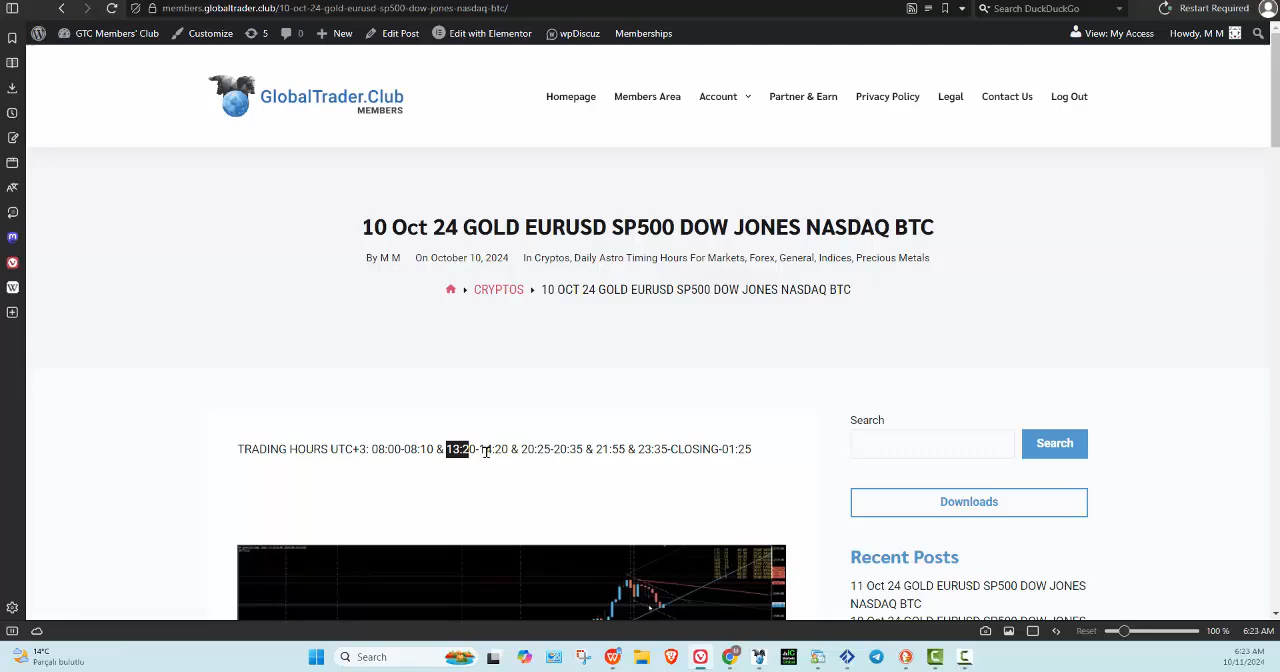 members.globaltrader.club/10-oct-24-gold-eurusd-sp500-dow-jones-nasdaq-btc/
Search DuckDuckGo
Restart Required
GTC Members' Club
Customize
5
0
New
Edit Post
Edit with Elementor
wpDiscuz
Memberships
View: My Access
Howdy, M M
GlobalTrader.Club
MEMBERS
Homepage
Members Area
Account
Partner & Earn
Privacy Policy
Legal
Contact Us
Log Out
10 Oct 24 GOLD EURUSD SP500 DOW JONES NASDAQ BTC
By M M On October 10, 2024 In Cryptos, Daily Astro Timing Hours For Markets, Forex, General, Indices, Precious Metals
CRYPTOS 10 OCT 24 GOLD EURUSD SP500 DOW JONES NASDAQ BTC
TRADING HOURS UTC+3: 08:00-08:10 & 13:20-14:20 & 20:25-20:35 & 21:55 & 23:35-CLOSING-01:25
Search
Search
Downloads
Recent Posts
11 Oct 24 GOLD EURUSD SP500 DOW JONES
NASDAQ BTC
Reset
100 %
6:23 AM
14°C
Parçalı bulutlu
Search
6:23 AM
10/11/2024